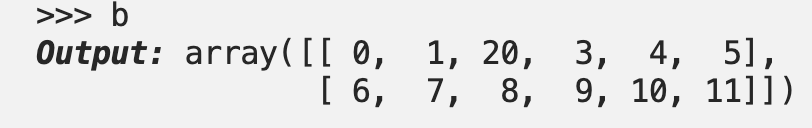 >>> b
Output: array([[ 0,  1, 20,  3,  4,  5],
               [ 6,  7,  8,  9, 10, 11]])